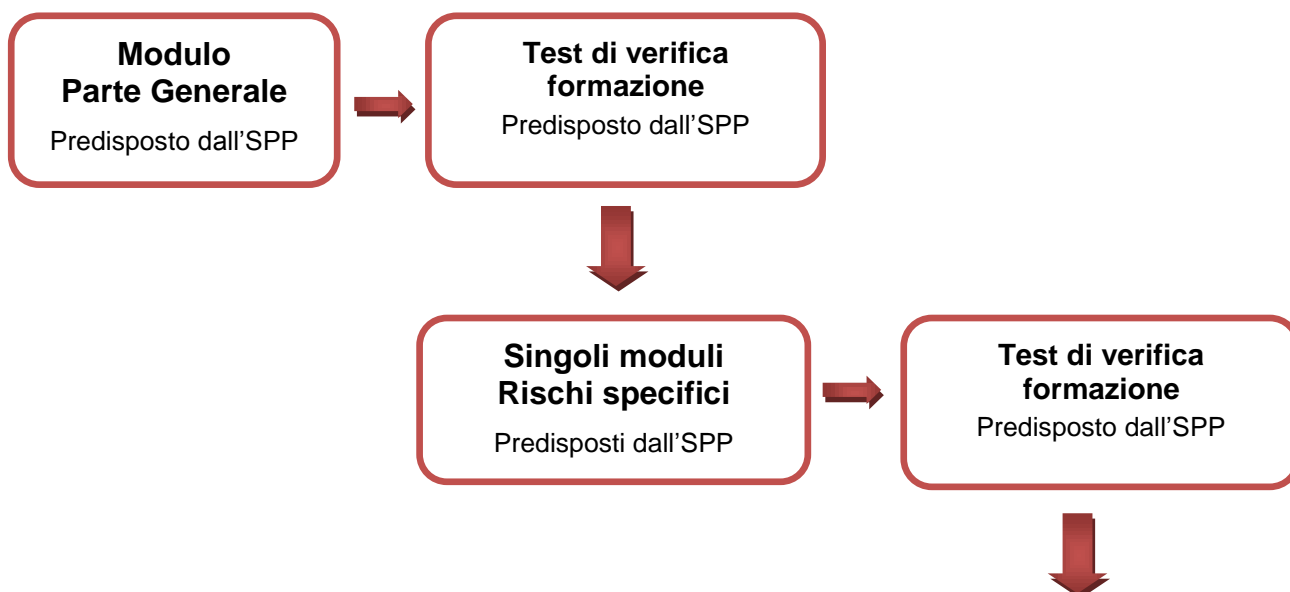 Modulo
Parte Generale
Predisposto dall’SPP
Test di verifica
formazione
Predisposto dall’SPP
Singoli moduli
Rischi specifici
Predisposti dall’SPP
Test di verifica
formazione
Predisposto dall’SPP